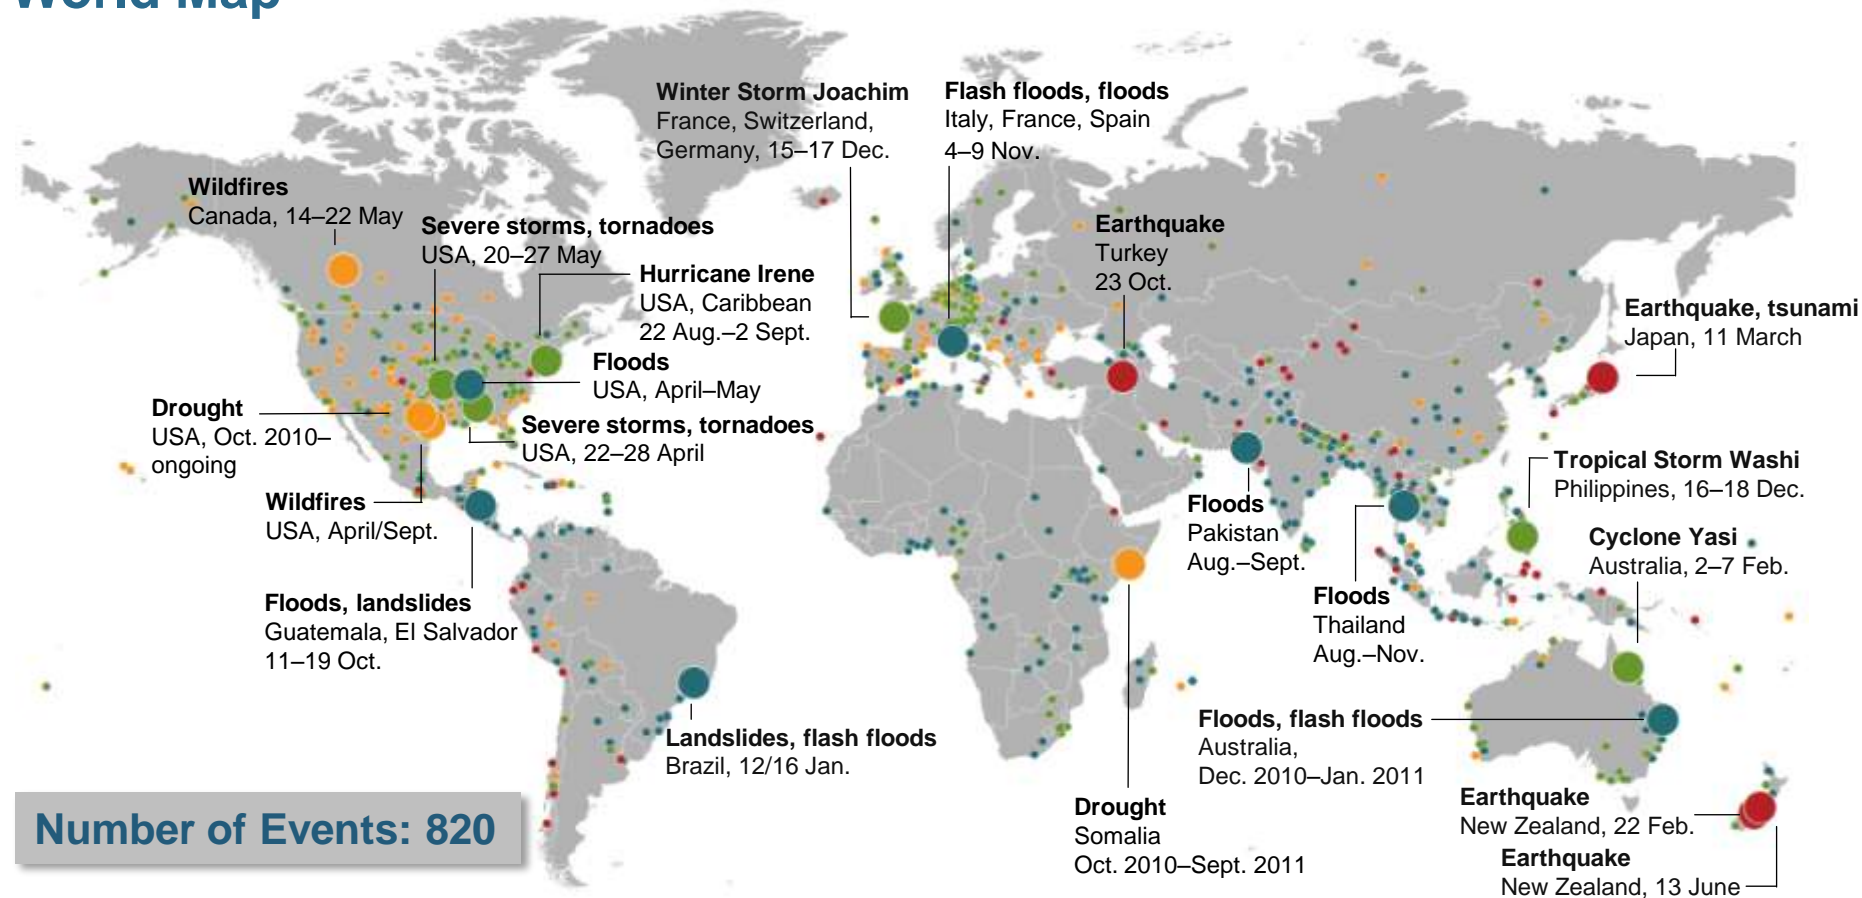 World Map
Winter Storm Joachim
France, Switzerland,
Germany, 15–17 Dec.
Flash floods, floods
Italy, France, Spain
4–9 Nov.
Wildfires
Canada, 14–22 May
Severe storms, tornadoes
USA, 20–27 May
Earthquake
Turkey
23 Oct.
Hurricane Irene
USA, Caribbean
22 Aug.–2 Sept.
Earthquake, tsunami
Japan, 11 March
Floods
USA, April–May
Drought
USA, Oct. 2010–
ongoing
Severe storms, tornadoes
USA, 22–28 April
Tropical Storm Washi
Philippines, 16–18 Dec.
Wildfires
USA, April/Sept.
Floods
Pakistan
Aug.–Sept.
Cyclone Yasi
Australia, 2–7 Feb.
Floods, landslides
Guatemala, El Salvador
11–19 Oct.
Floods
Thailand
Aug.–Nov.
Landslides, flash floods
Brazil, 12/16 Jan.
Floods, flash floods
Australia,
Dec. 2010–Jan. 2011
Drought
Somalia
Oct. 2010–Sept. 2011
Earthquake
New Zealand, 22 Feb.
Earthquake
New Zealand, 13 June
Number of Events: 820